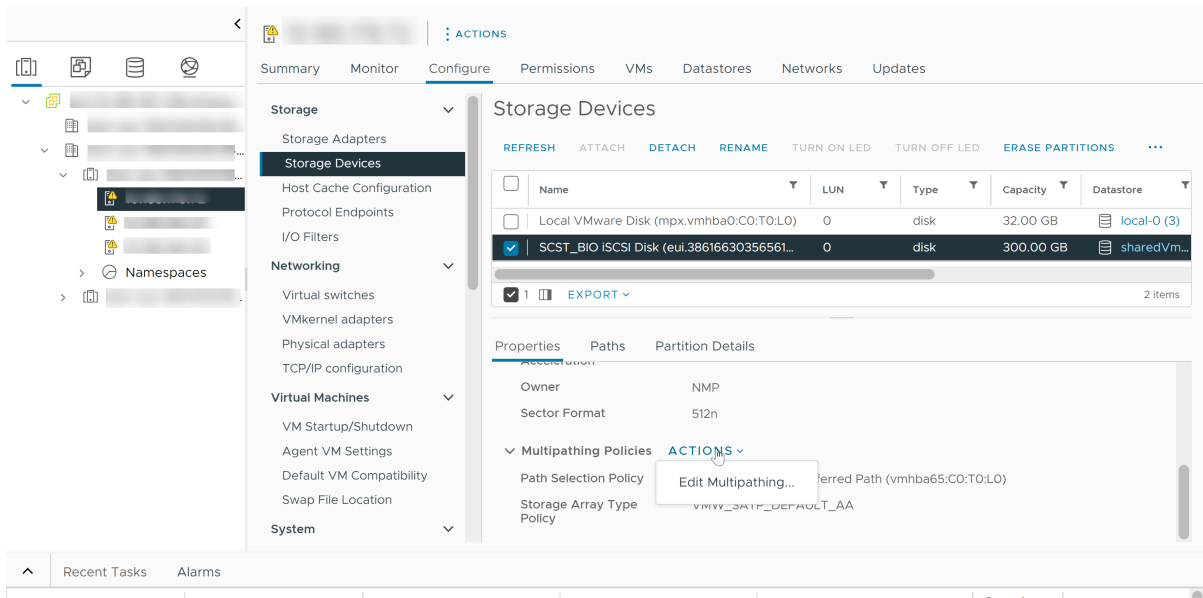 ACTIONS
Summary Monitor Configure Permissions VMs Datastores Networks Updates
Namespaces
Storage
Storage Adapters
Storage Devices
Host Cache Configuration
Protocol Endpoints
I/O Filters
Networking
Virtual switches
VMkernel adapters
Physical adapters
TCP/IP configuration
Virtual Machines
VM Startup/Shutdown
Agent VM Settings
Default VM Compatibility
Swap File Location
System
Storage Devices
REFRESH ATTACH DETACH RENAME TURN ON LED TURN OFF LED ERASE PARTITIONS ...
Name LUN Type Capacity Datastore
Local VMware Disk (mpx.vmhba0:C0:T0:L0) 0 disk 32.00 GB local-0 (3)
SCST_BIO iSCSI Disk (eui.38616630356561... 0 disk 300.00 GB sharedVm...
1 EXPORT 2 items
Properties Paths Partition Details
Acceleration
Owner NMP
Sector Format 512n
Multipathing Policies ACTIONS
Edit Multipathing...
Path Selection Policy ferred Path (vmhba65:C0:T0:L0)
Storage Array Type VMW_SATP_DEFAULT_AA
Policy
Recent Tasks Alarms